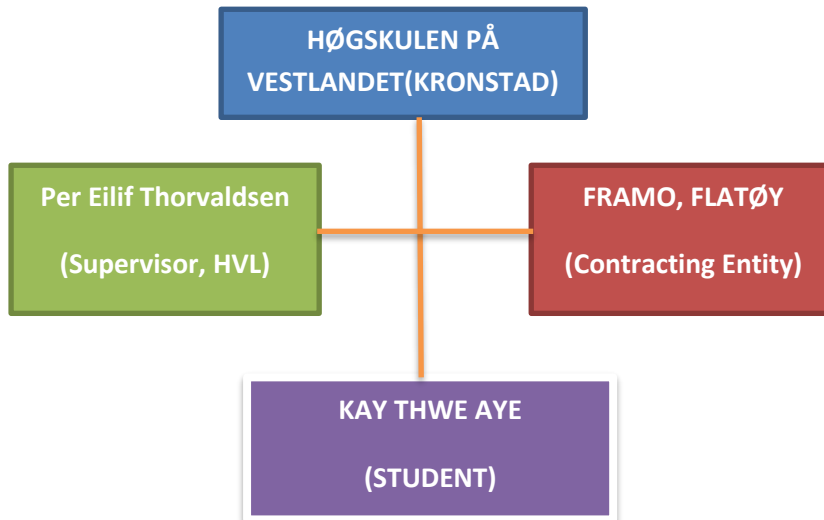 HØGSKULEN PÅ
VESTLANDET(KRONSTAD)
Per Eilif Thorvaldsen
(Supervisor, HVL)
FRAMO, FLATØY
(Contracting Entity)
KAY THWE AYE
(STUDENT)